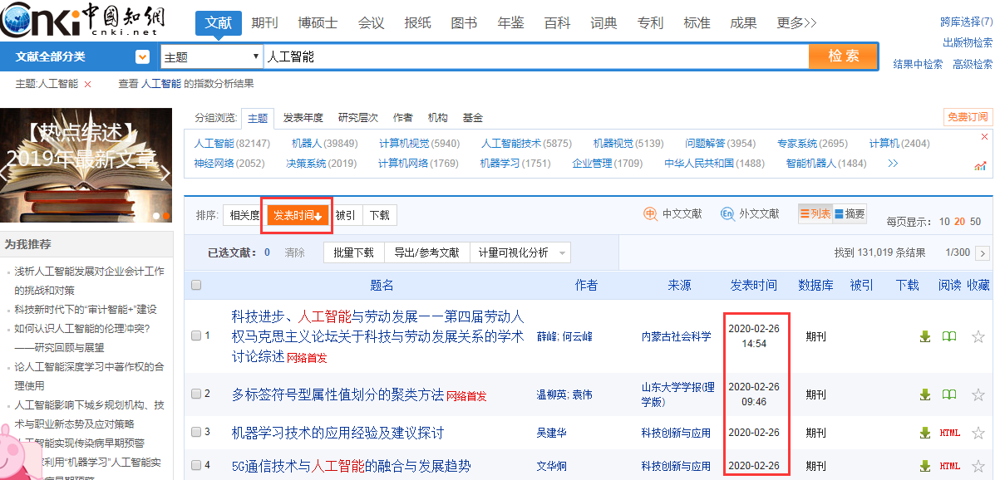 cnki 中國知網
cnki.net
文献 期刊 博硕士 会议 报纸 图书 年鉴 百科 词典 专利 标准 成果 更多>>
跨库选择(7)
出版物检索
文献全部分类 主题 人工智能 检索
结果中检索 高级检索
主题:人工智能 × 查看 人工智能 的指数分析结果
【热点综述】
2019年最新文章
分组浏览: 主题 发表年度 研究层次 作者 机构 基金 免费订阅
人工智能(82147) 机器人(39849) 计算机视觉(5940) 人工智能技术(5875) 机器视觉(5139) 问题解答(3954) 专家系统(2695) 计算机(2404)
神经网络(2052) 决策系统(2019) 计算机网络(1769) 机器学习(1751) 企业管理(1709) 中华人民共和国(1488) 智能机器人(1484) >>
排序: 相关度 发表时间↓ 被引 下载 中 中文文献 En 外文文献 列表 摘要 每页显示: 10 20 50
已选文献: 0 清除 批量下载 导出/参考文献 计量可视化分析 找到 131,019 条结果 1/300 >
题名 作者 来源 发表时间 数据库 被引 下载 阅读 收藏
1 科技进步、人工智能与劳动发展——第四届劳动人
权马克思主义论坛关于科技与劳动发展关系的学术
讨论综述 网络首发
薛峰; 何云峰 内蒙古社会科学 2020-02-26
14:54
期刊
2 多标签符号型属性值划分的聚类方法 网络首发 温柳英; 袁伟 山东大学学报(理
学版)
2020-02-26
09:46
期刊
3 机器学习技术的应用经验及建议探讨 吴建华 科技创新与应用 2020-02-26 期刊 HTML
4 5G通信技术与人工智能的融合与发展趋势 文华炯 科技创新与应用 2020-02-26 期刊 HTML
为我推荐
浅析人工智能发展对企业会计工作
的挑战和对策
科技新时代下的“审计智能+”建设
如何认识人工智能的伦理冲突?
——研究回顾与展望
论人工智能深度学习中著作权的合
理使用
人工智能影响下城乡规划机构、技
术与职业新态势及应对策略
人工智能实现传染病早期预警
利用“机器学习”人工智能实